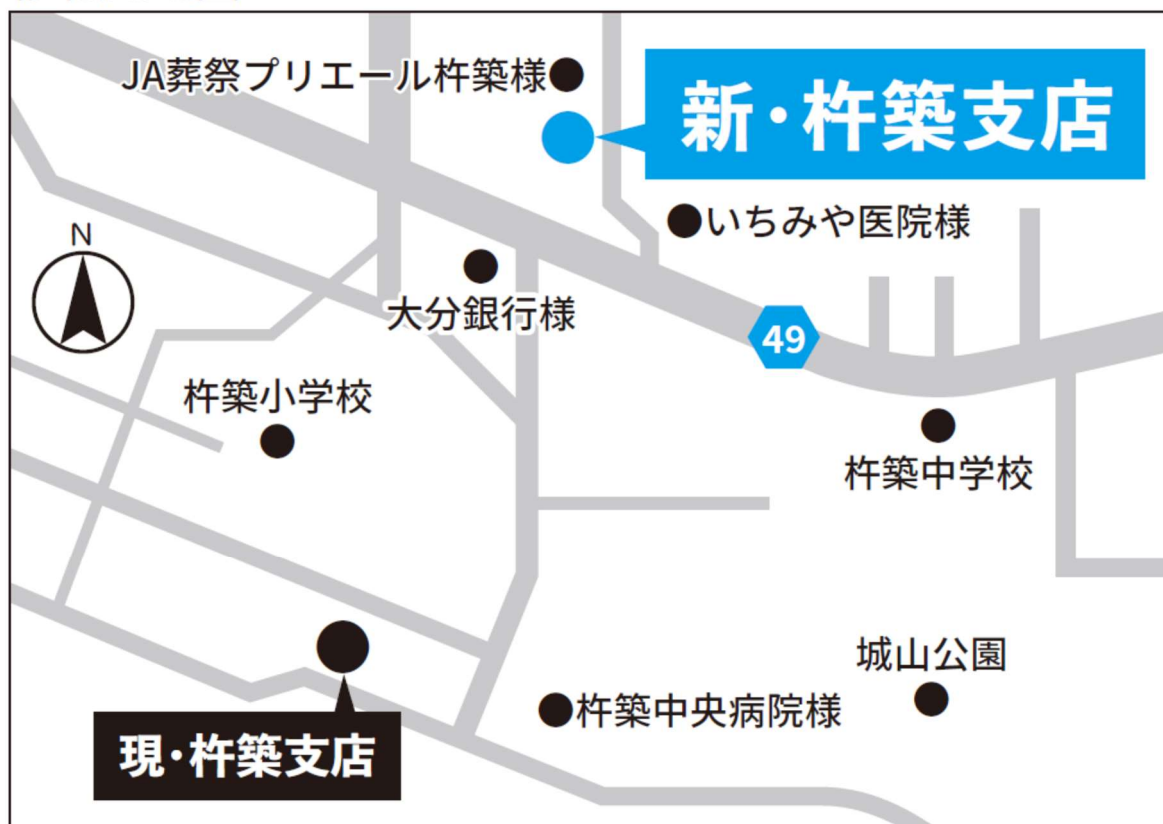 JA葬祭プリエール杵築様
新・杵築支店
いちみや医院様
N
大分銀行様
49
杵築小学校
杵築中学校
城山公園
杵築中央病院様
現・杵築支店